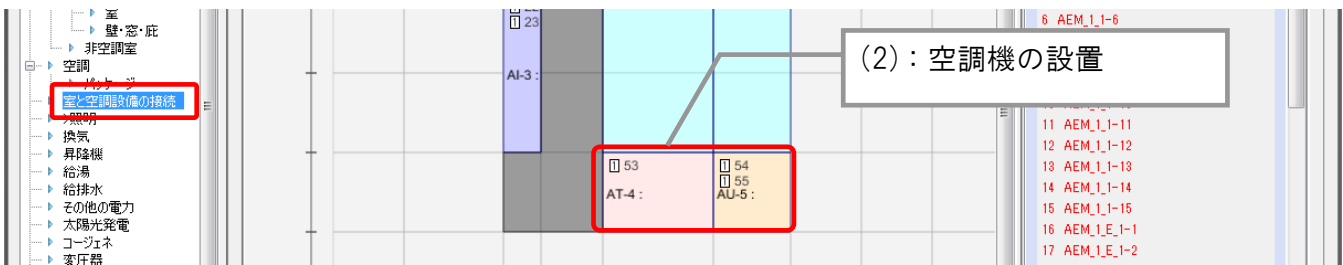 室
壁・窓・庇
非空調室
空調
パッケージ
室と空調設備の接続
照明
換気
昇降機
給湯
給排水
その他の電力
太陽光発電
コージェネ
変圧器
1 23
AI-3 :
(2)：空調機の設置
1 53
AT-4 :
1 54
1 55
AU-5 :
6 AEM_1_1-6
11 AEM_1_1-11
12 AEM_1_1-12
13 AEM_1_1-13
14 AEM_1_1-14
15 AEM_1_1-15
16 AEM_1_E_1-1
17 AEM_1_E_1-2